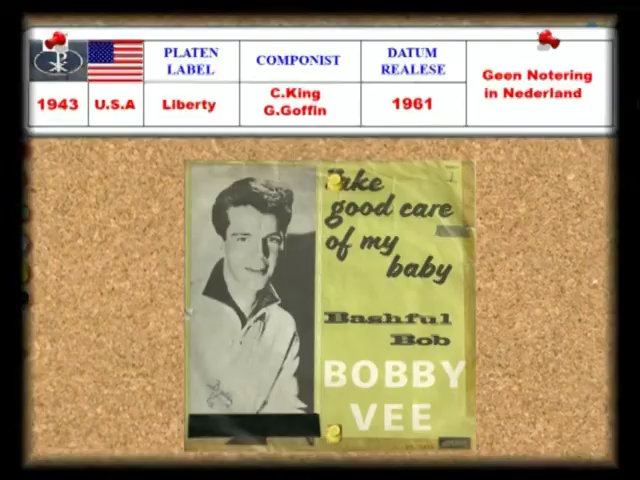 PLATEN
LABEL
COMPONIST
DATUM
REALESE
Geen Notering
in Nederland
1943
U.S.A
Liberty
C.King
G.Goffin
1961
Take
good care
of my
baby
Bashful
Bob
BOBBY
VEE